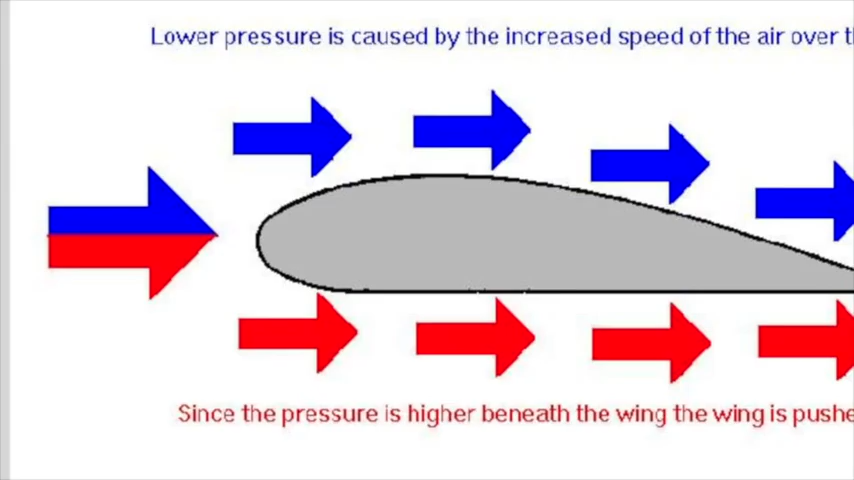 Lower pressure is caused by the increased speed of the air over t
Since the pressure is higher beneath the wing the wing is pushe